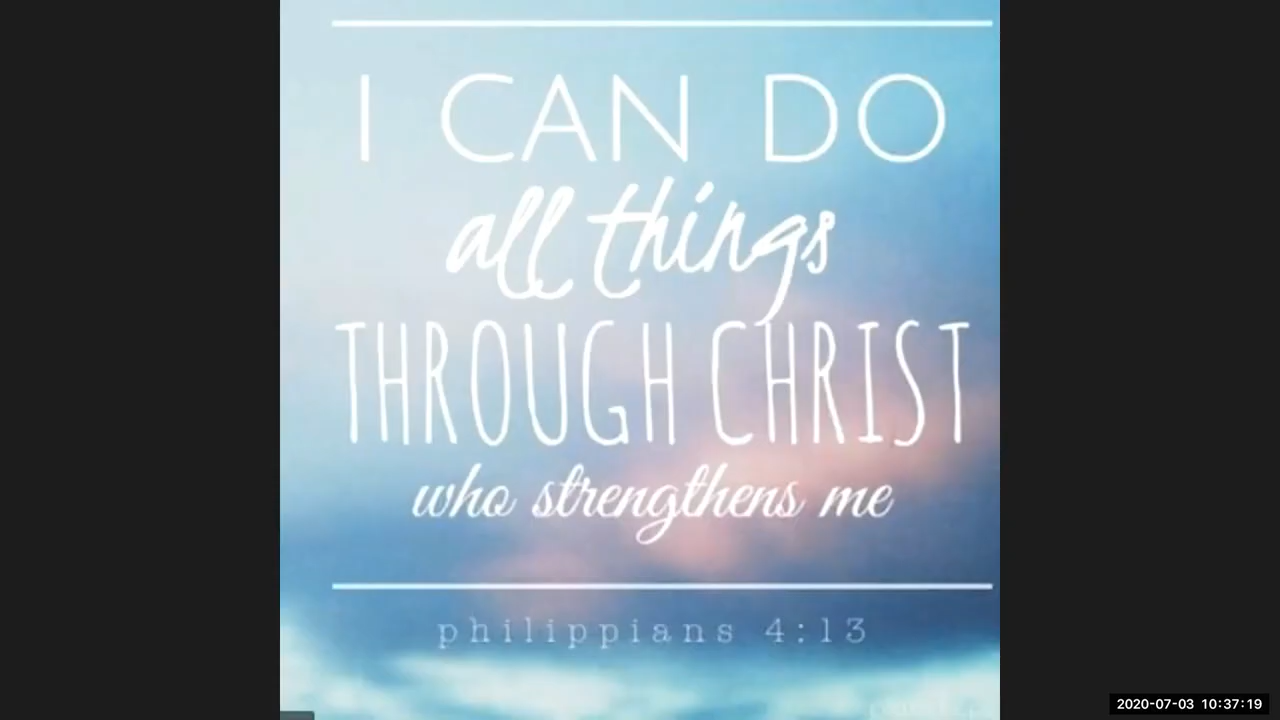 I CAN DO
all things
THROUGH CHRIST
who strengthens me
philippians 4:13
2020-07-03 10:37:19